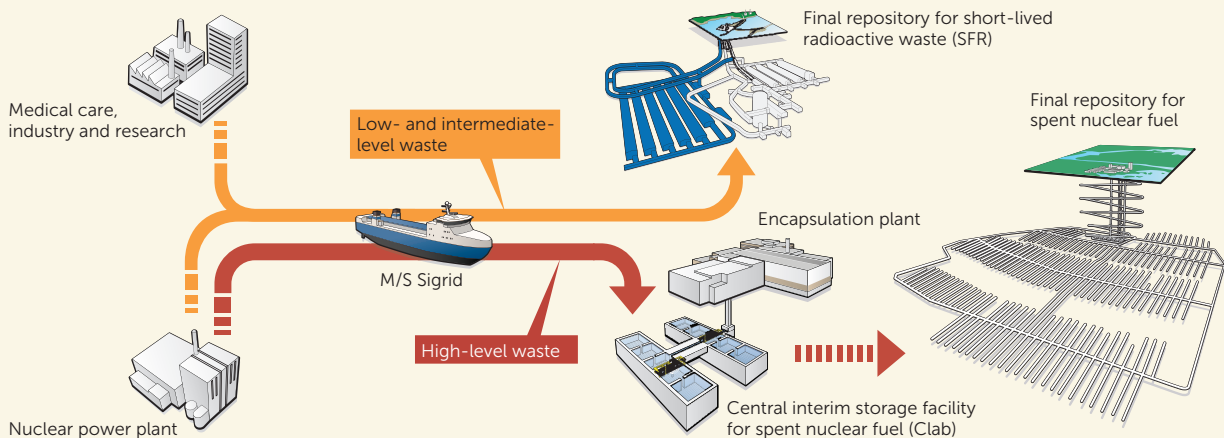 Final repository for short-lived
radioactive waste (SFR)
Final repository for
spent nuclear fuel
Medical care,
industry and research
Low- and intermediate-
level waste
Encapsulation plant
M/S Sigrid
High-level waste
Nuclear power plant
Central interim storage facility
for spent nuclear fuel (Clab)